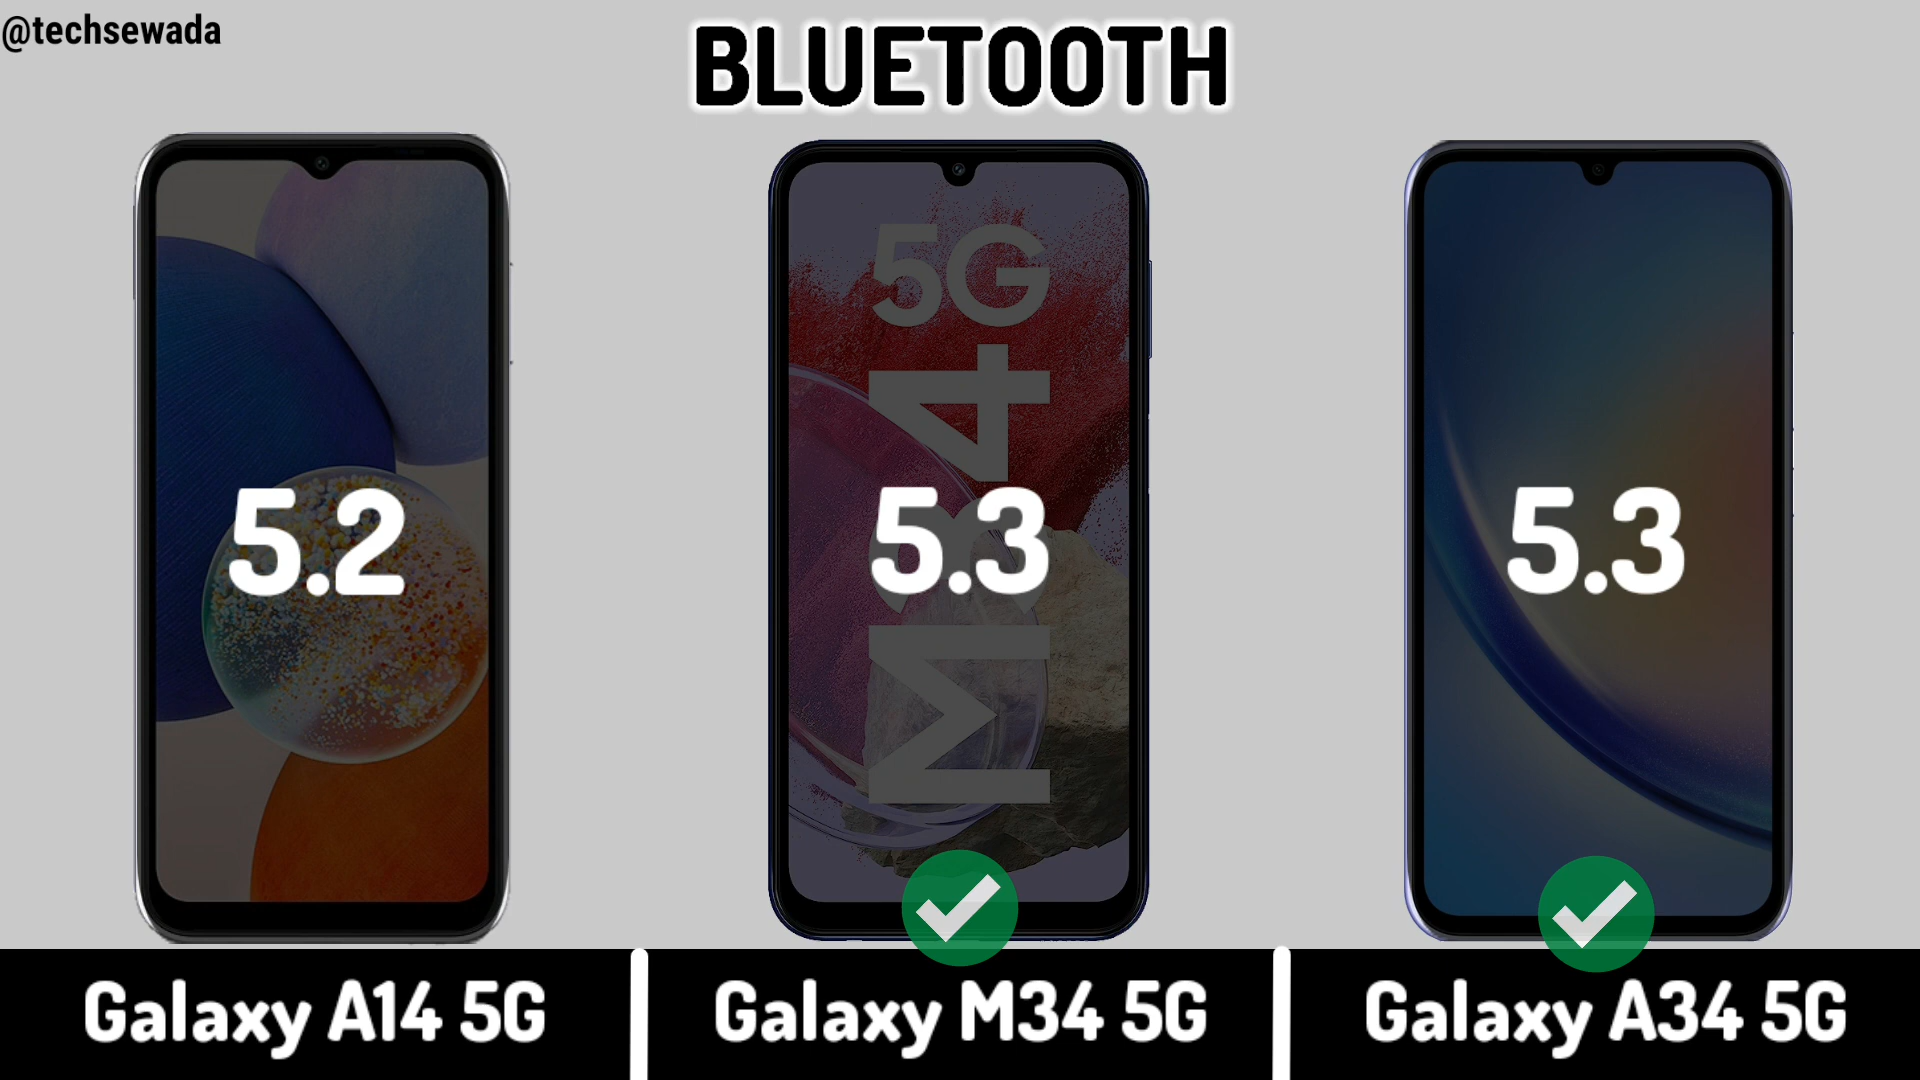 @techsewada
BLUETOOTH
5G
M34
5.2
5.3
5.3
Galaxy A14 5G
Galaxy M34 5G
Galaxy A34 5G